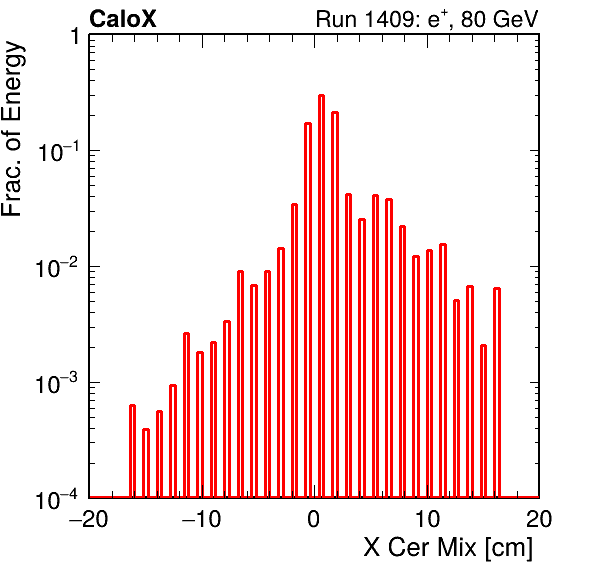 CaloX Run 1409: e⁺, 80 GeV
Frac. of Energy
1
10⁻¹
10⁻²
10⁻³
10⁻⁴
−20 −10 0 10 20
X Cer Mix [cm]